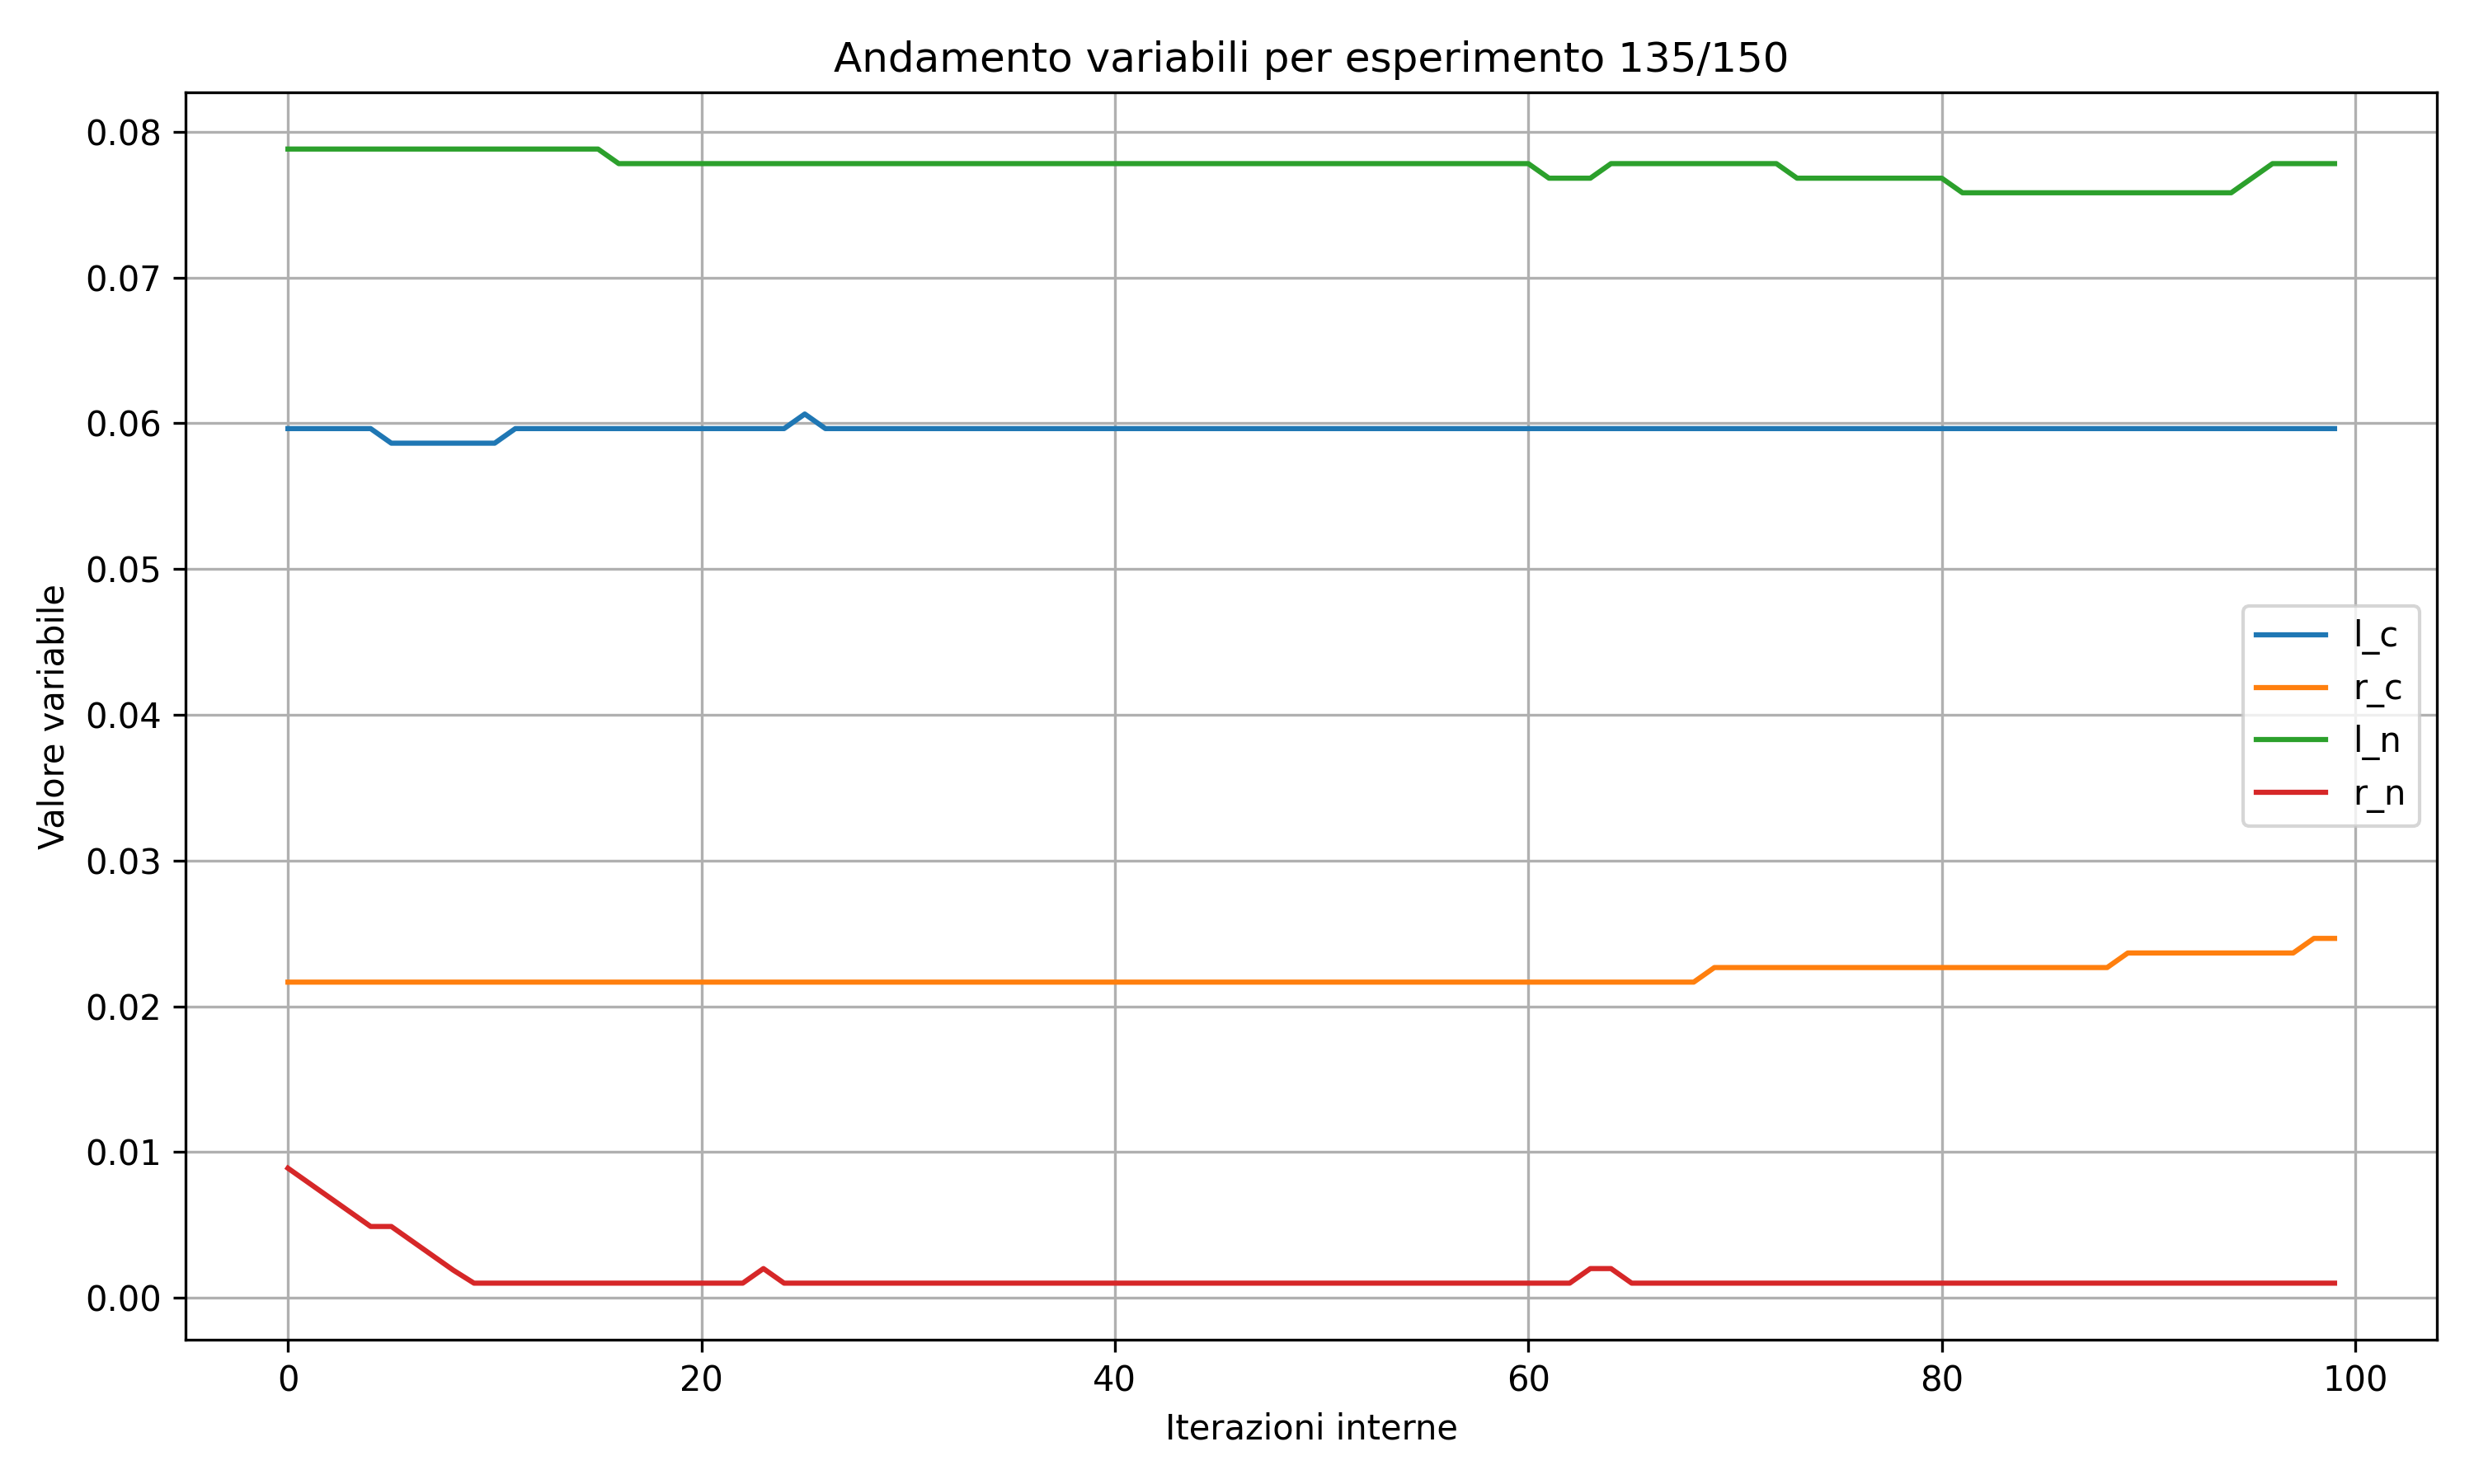 Andamento variabili per esperimento 135/150
0.08
0.07
0.06
0.05
0.04
0.03
0.02
0.01
0.00
Valore variabile
l_c
r_c
l_n
r_n
0 20 40 60 80 100
Iterazioni interne